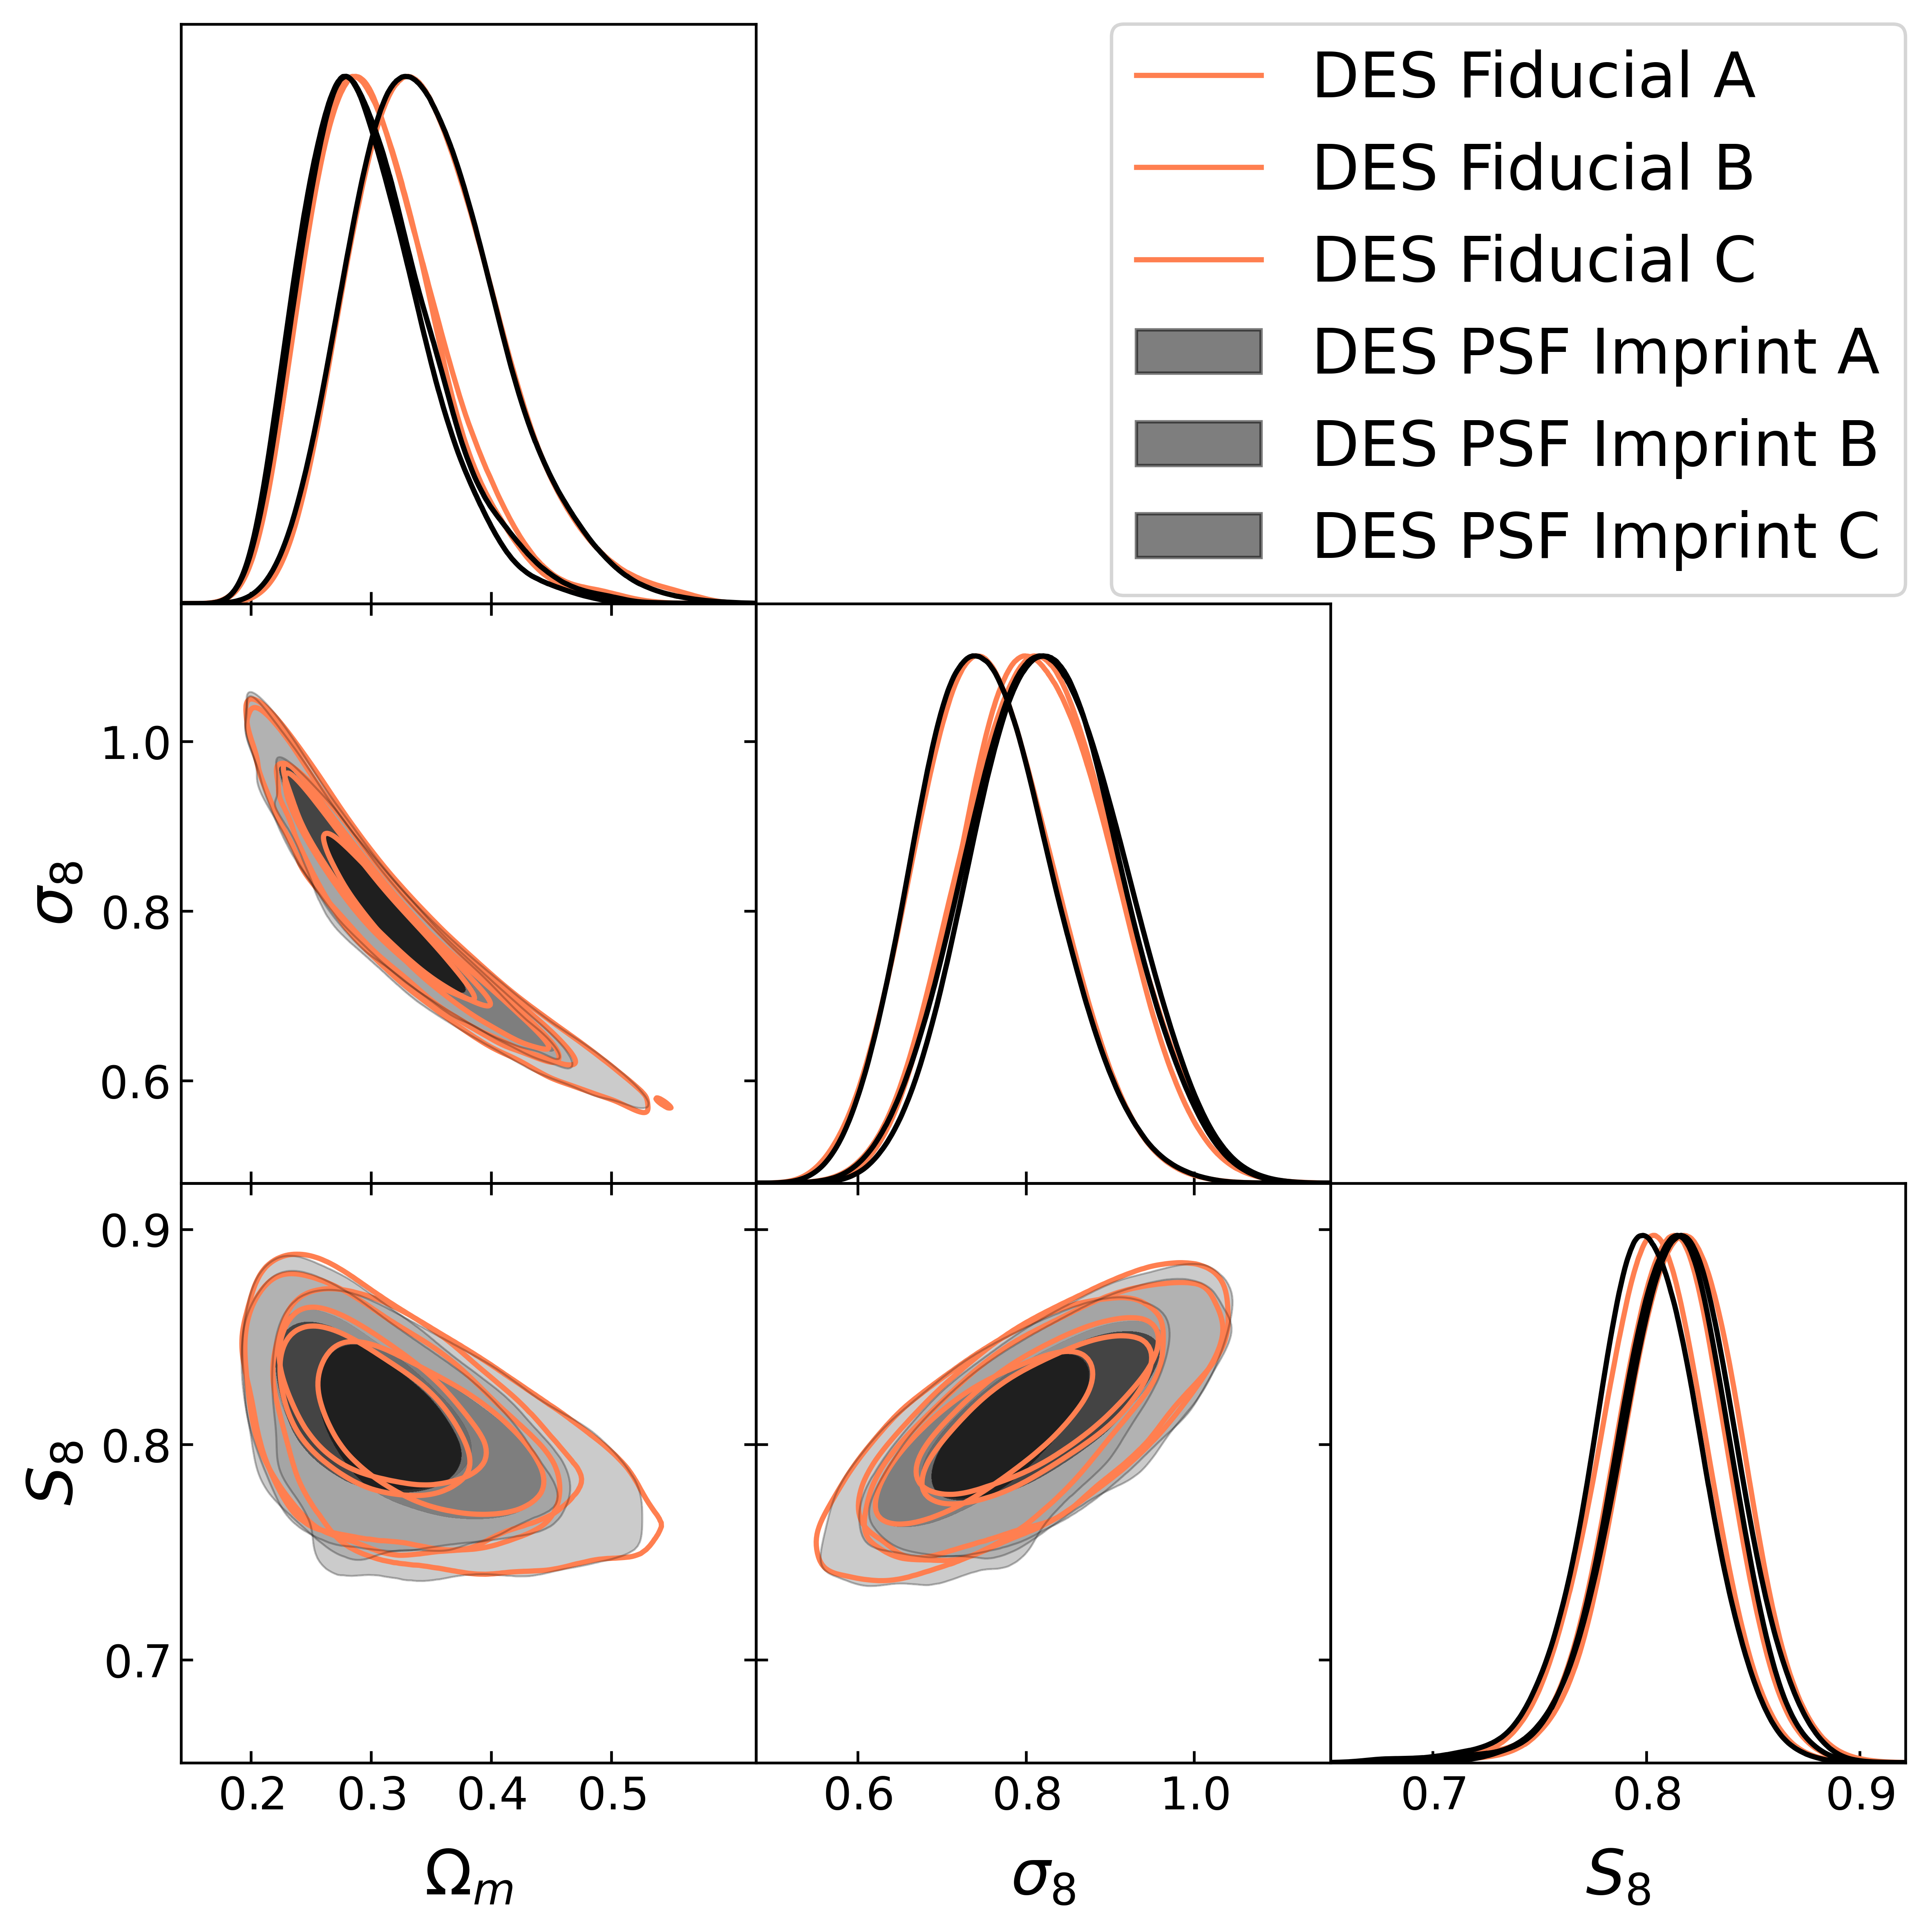 DES Fiducial A
DES Fiducial B
DES Fiducial C
DES PSF Imprint A
DES PSF Imprint B
DES PSF Imprint C
1.0
0.8
0.6
σ8
0.9
0.8
0.7
S8
0.2 0.3 0.4 0.5
0.6 0.8 1.0
0.7 0.8 0.9
Ωm
σ8
S8